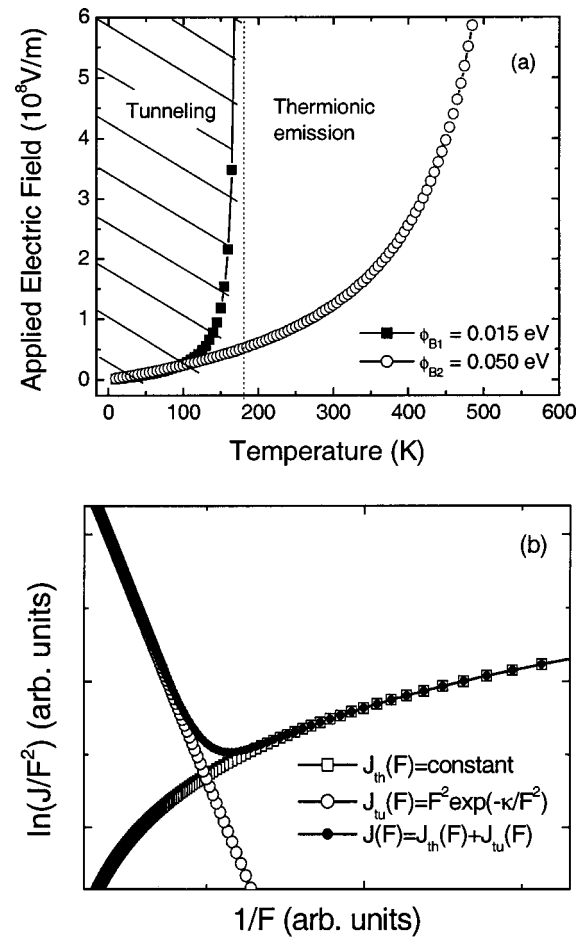 (a)
Applied Electric Field (10⁸V/m)
6
5
4
3
2
1
0
Tunneling
Thermionic
emission
ϕB1 = 0.015 eV
ϕB2 = 0.050 eV
0 100 200 300 400 500 600
Temperature (K)
(b)
ln(J/F²) (arb. units)
Jth(F)=constant
Jtu(F)=F²exp(-κ/F²)
J(F)=Jth(F)+Jtu(F)
1/F (arb. units)